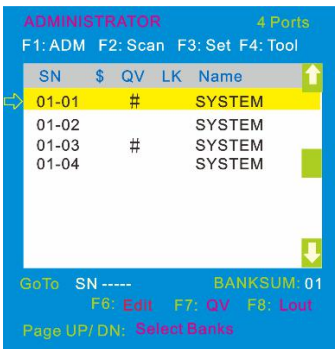 ADMINISTRATOR 4 Ports
F1: ADM F2: Scan F3: Set F4: Tool
SN $ QV LK Name
01-01 # SYSTEM
01-02 SYSTEM
01-03 # SYSTEM
01-04 SYSTEM
GoTo SN ----- BANKSUM: 01
F6: Edit F7: QV F8: Lout
Page UP/ DN: Select Banks